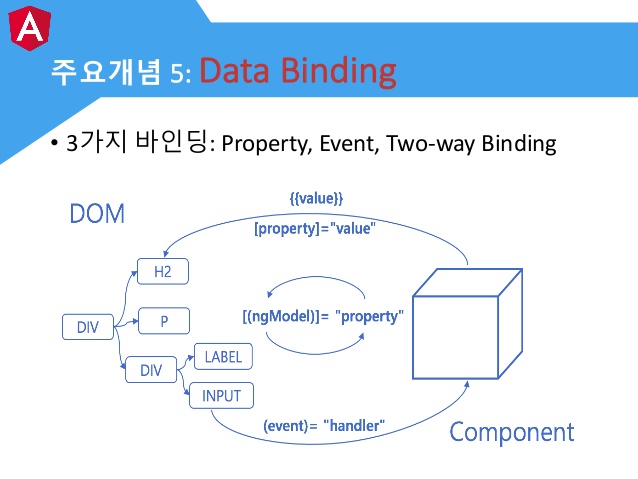 A
주요개념 5: Data Binding
• 3가지 바인딩: Property, Event, Two-way Binding
{{value}}
DOM
[property]="value"
H2
[(ngModel)]= "property"
P
DIV
LABEL
DIV
INPUT
(event)= "handler"
Component